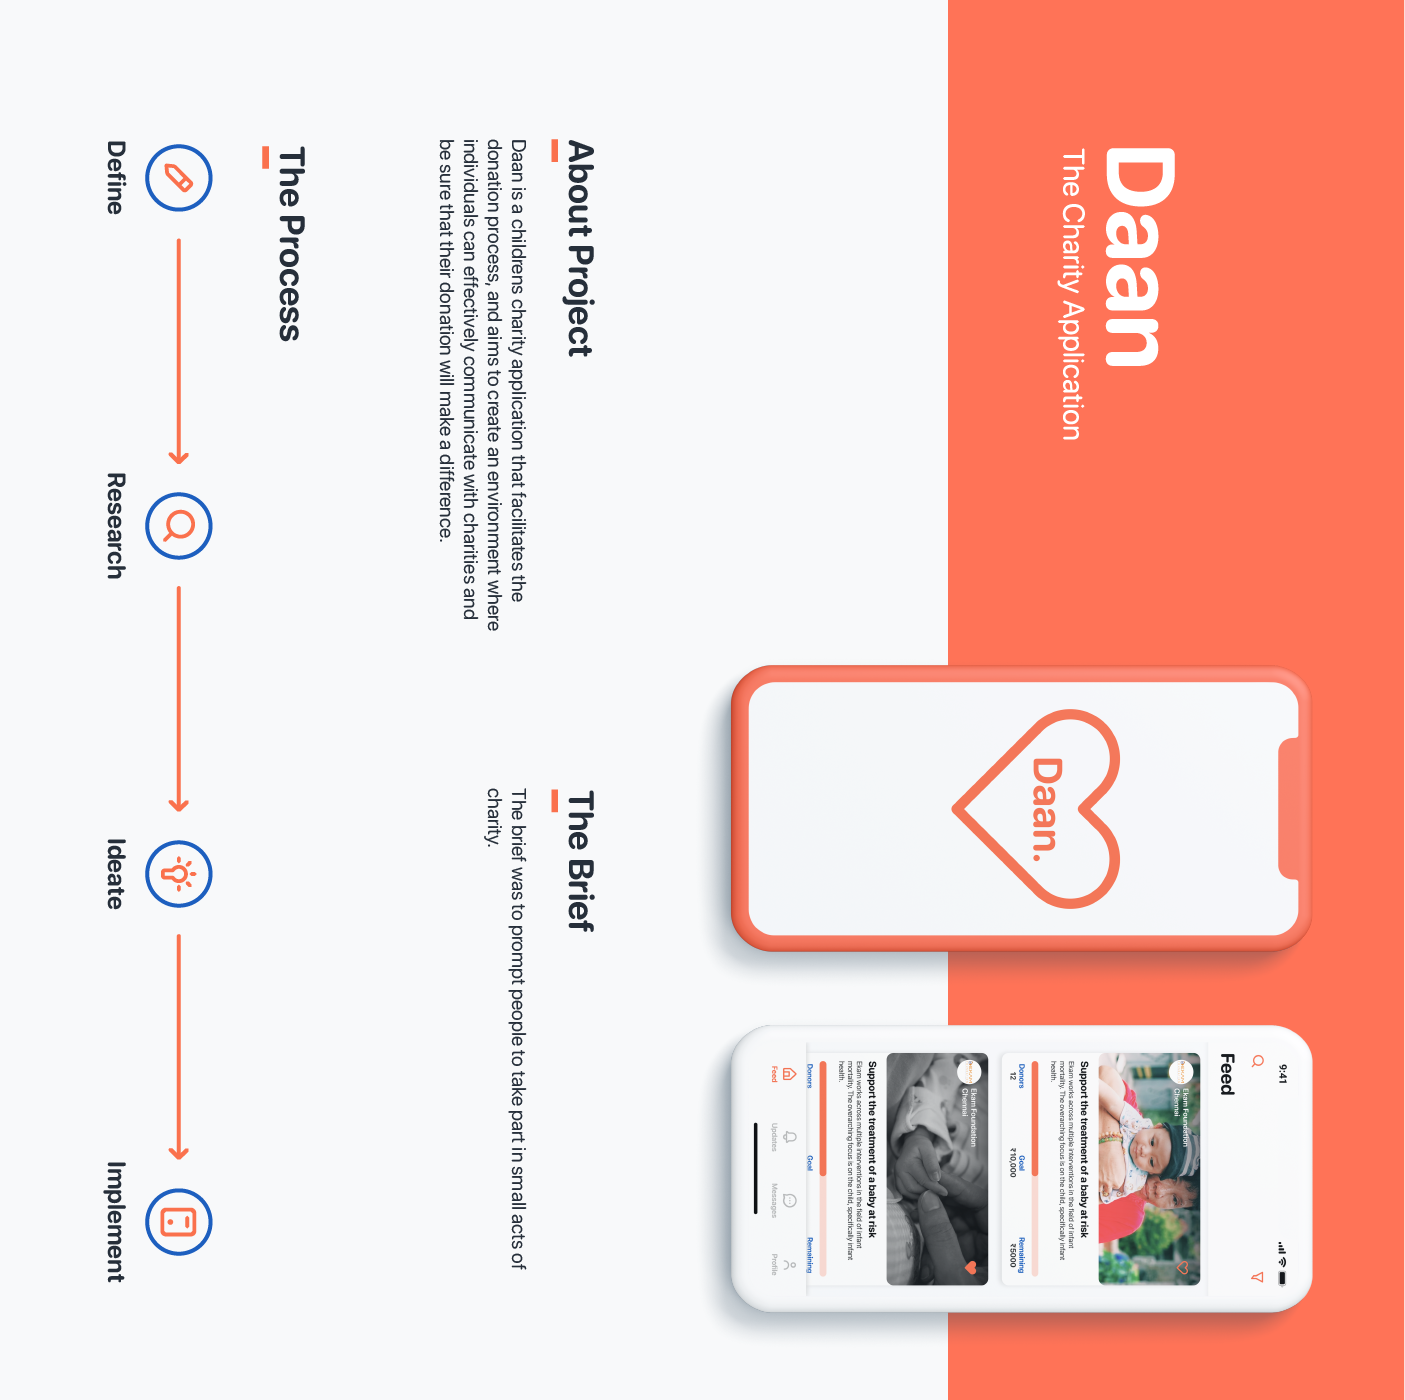 Daan
The Charity Application
Daan.
9:41
Feed
Ekam Foundation
Chennai
Support the treatment of a baby at risk
Ekam works across multiple interventions in the field of infant
mortality. The overarching focus is on the child, specifically infant
health.
Donors Goal Remaining
12 ₹10,000 ₹5000
Ekam Foundation
Chennai
Support the treatment of a baby at risk
Ekam works across multiple interventions in the field of infant
mortality. The overarching focus is on the child, specifically infant
health.
Donors Goal Remaining
Feed Updates Messages Profile
About Project
Daan is a childrens charity application that facilitates the
donation process, and aims to create an environment where
individuals can effectively communicate with charities and
be sure that their donation will make a difference.
The Brief
The brief was to prompt people to take part in small acts of
charity.
The Process
Define
Research
Ideate
Implement